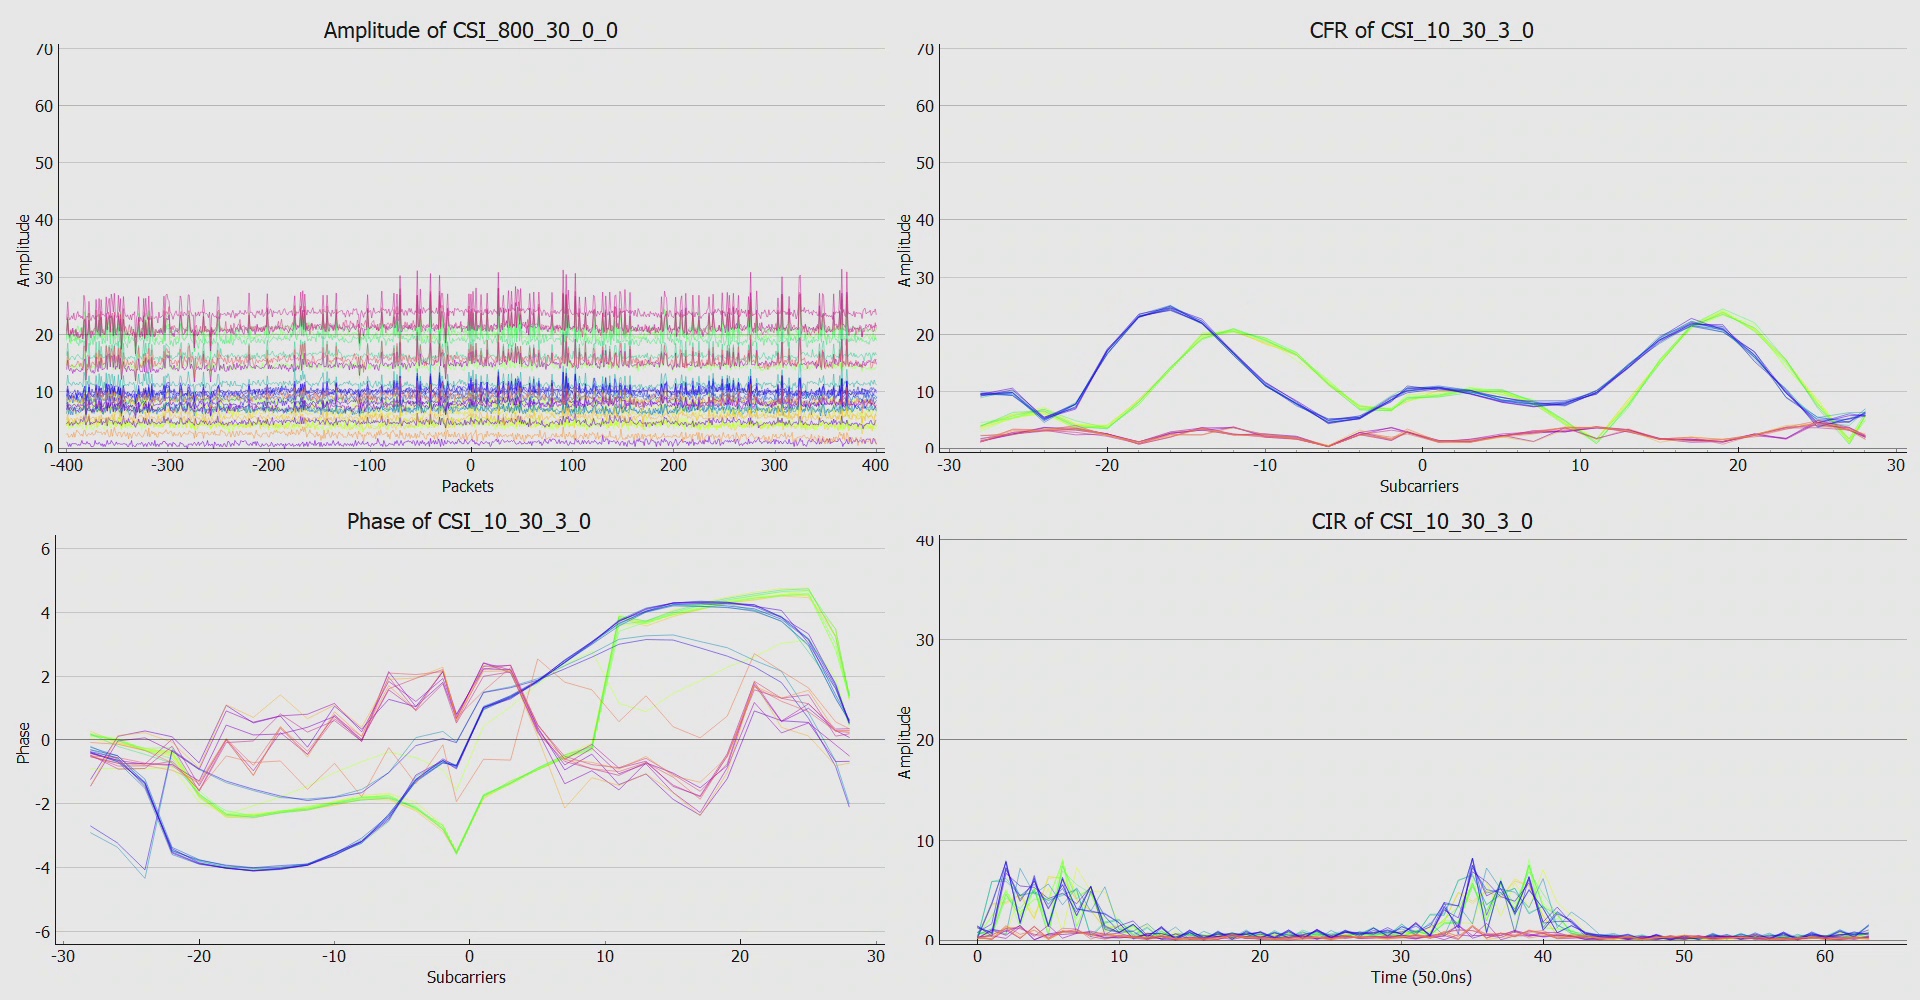 Amplitude of CSI_800_30_0_0
70
60
50
40
30
20
10
0
Amplitude
-400 -300 -200 -100 0 100 200 300 400
Packets
CFR of CSI_10_30_3_0
70
60
50
40
30
20
10
0
Amplitude
-30 -20 -10 0 10 20 30
Subcarriers
Phase of CSI_10_30_3_0
6
4
2
0
-2
-4
-6
Phase
-30 -20 -10 0 10 20 30
Subcarriers
CIR of CSI_10_30_3_0
40
30
20
10
0
Amplitude
0 10 20 30 40 50 60
Time (50.0ns)